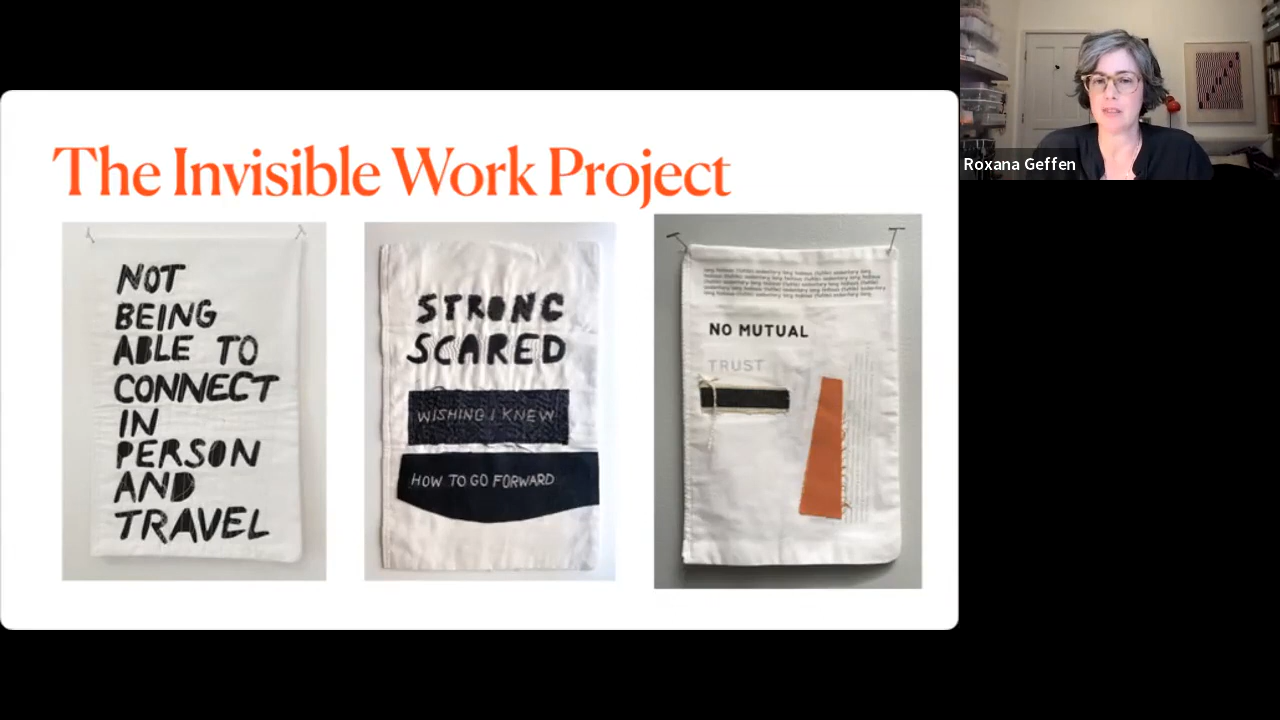 The Invisible Work Project
NOT
BEING
ABLE TO
CONNECT
IN
PERSON
AND
TRAVEL
STRONG
SCARED
WISHING I KNEW
HOW TO GO FORWARD
NO MUTUAL
TRUST
Roxana Geffen